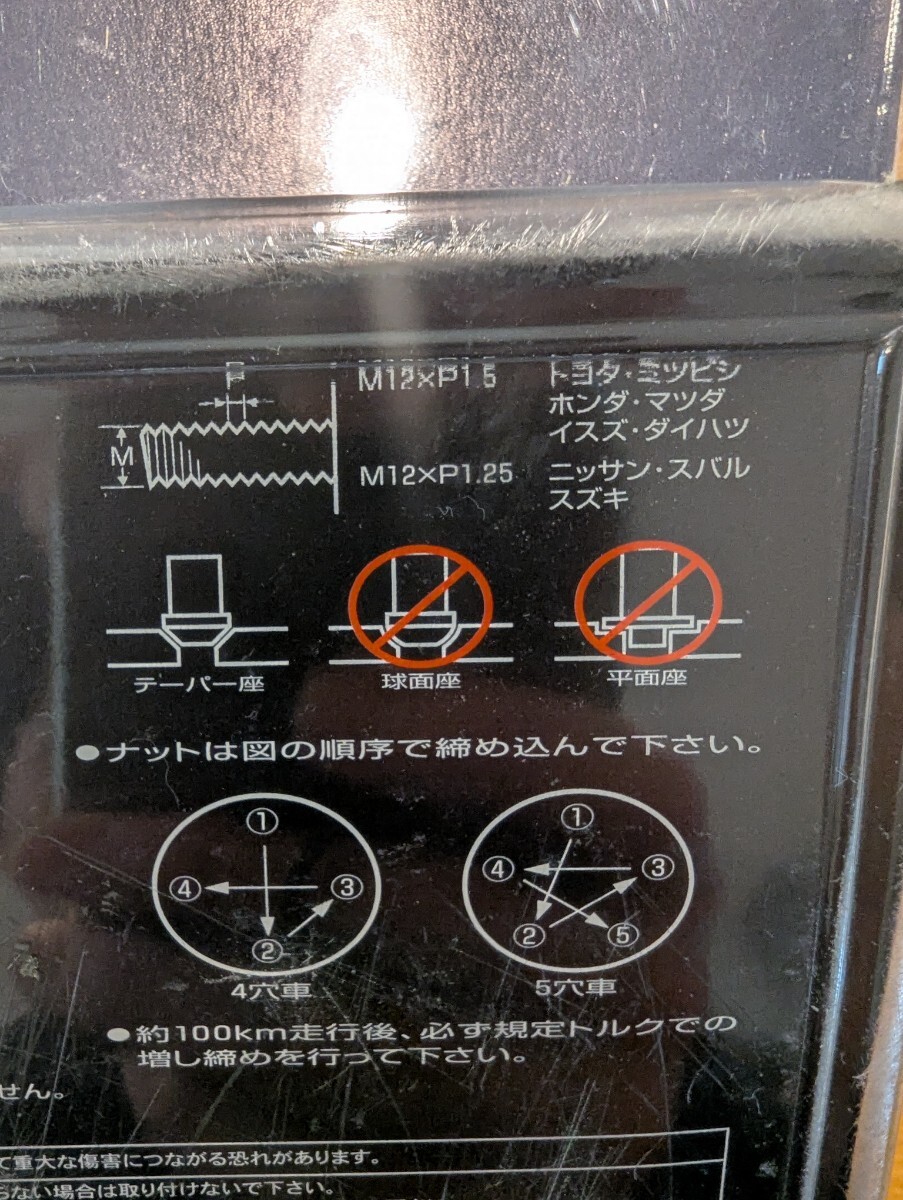 P
M
M12×P1.5 トヨタ・ミツビシ
ホンダ・マツダ
イスズ・ダイハツ
M12×P1.25 ニッサン・スバル
スズキ
テーパー座 球面座 平面座
●ナットは図の順序で締め込んで下さい。
① ①
④ ③ ④ ③
② ② ⑤
4穴車 5穴車
●約100km走行後、必ず規定トルクでの
増し締めを行って下さい。
せん。
て重大な傷害につながる恐れがあります。
らない場合は取り付けないで下さい。